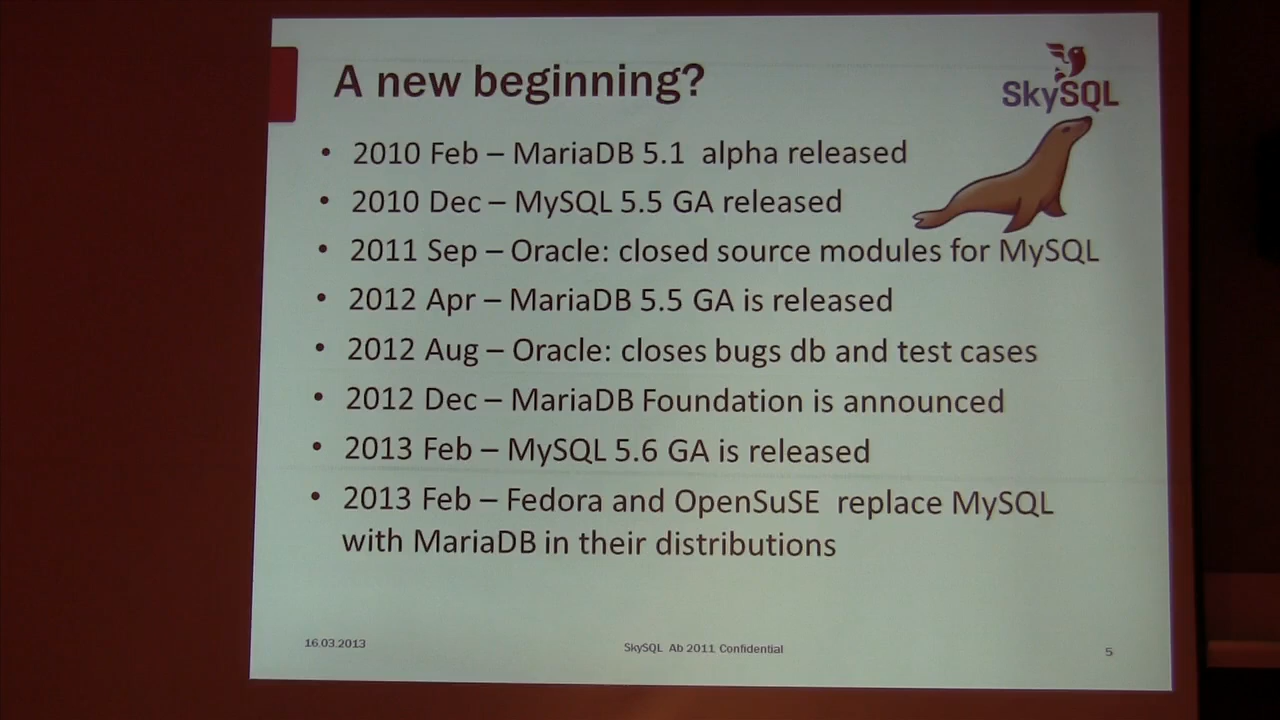 A new beginning?
SkySQL
• 2010 Feb – MariaDB 5.1 alpha released
• 2010 Dec – MySQL 5.5 GA released
• 2011 Sep – Oracle: closed source modules for MySQL
• 2012 Apr – MariaDB 5.5 GA is released
• 2012 Aug – Oracle: closes bugs db and test cases
• 2012 Dec – MariaDB Foundation is announced
• 2013 Feb – MySQL 5.6 GA is released
• 2013 Feb – Fedora and OpenSuSE replace MySQL
with MariaDB in their distributions
16.03.2013
SkySQL Ab 2011 Confidential
5